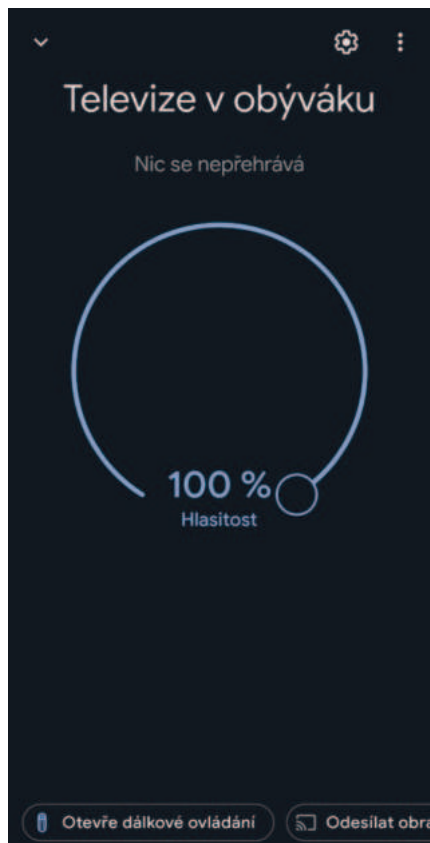 Televize v obýváku
Nic se nepřehrává
100 %
Hlasitost
Otevře dálkové ovládání
Odesílat obra